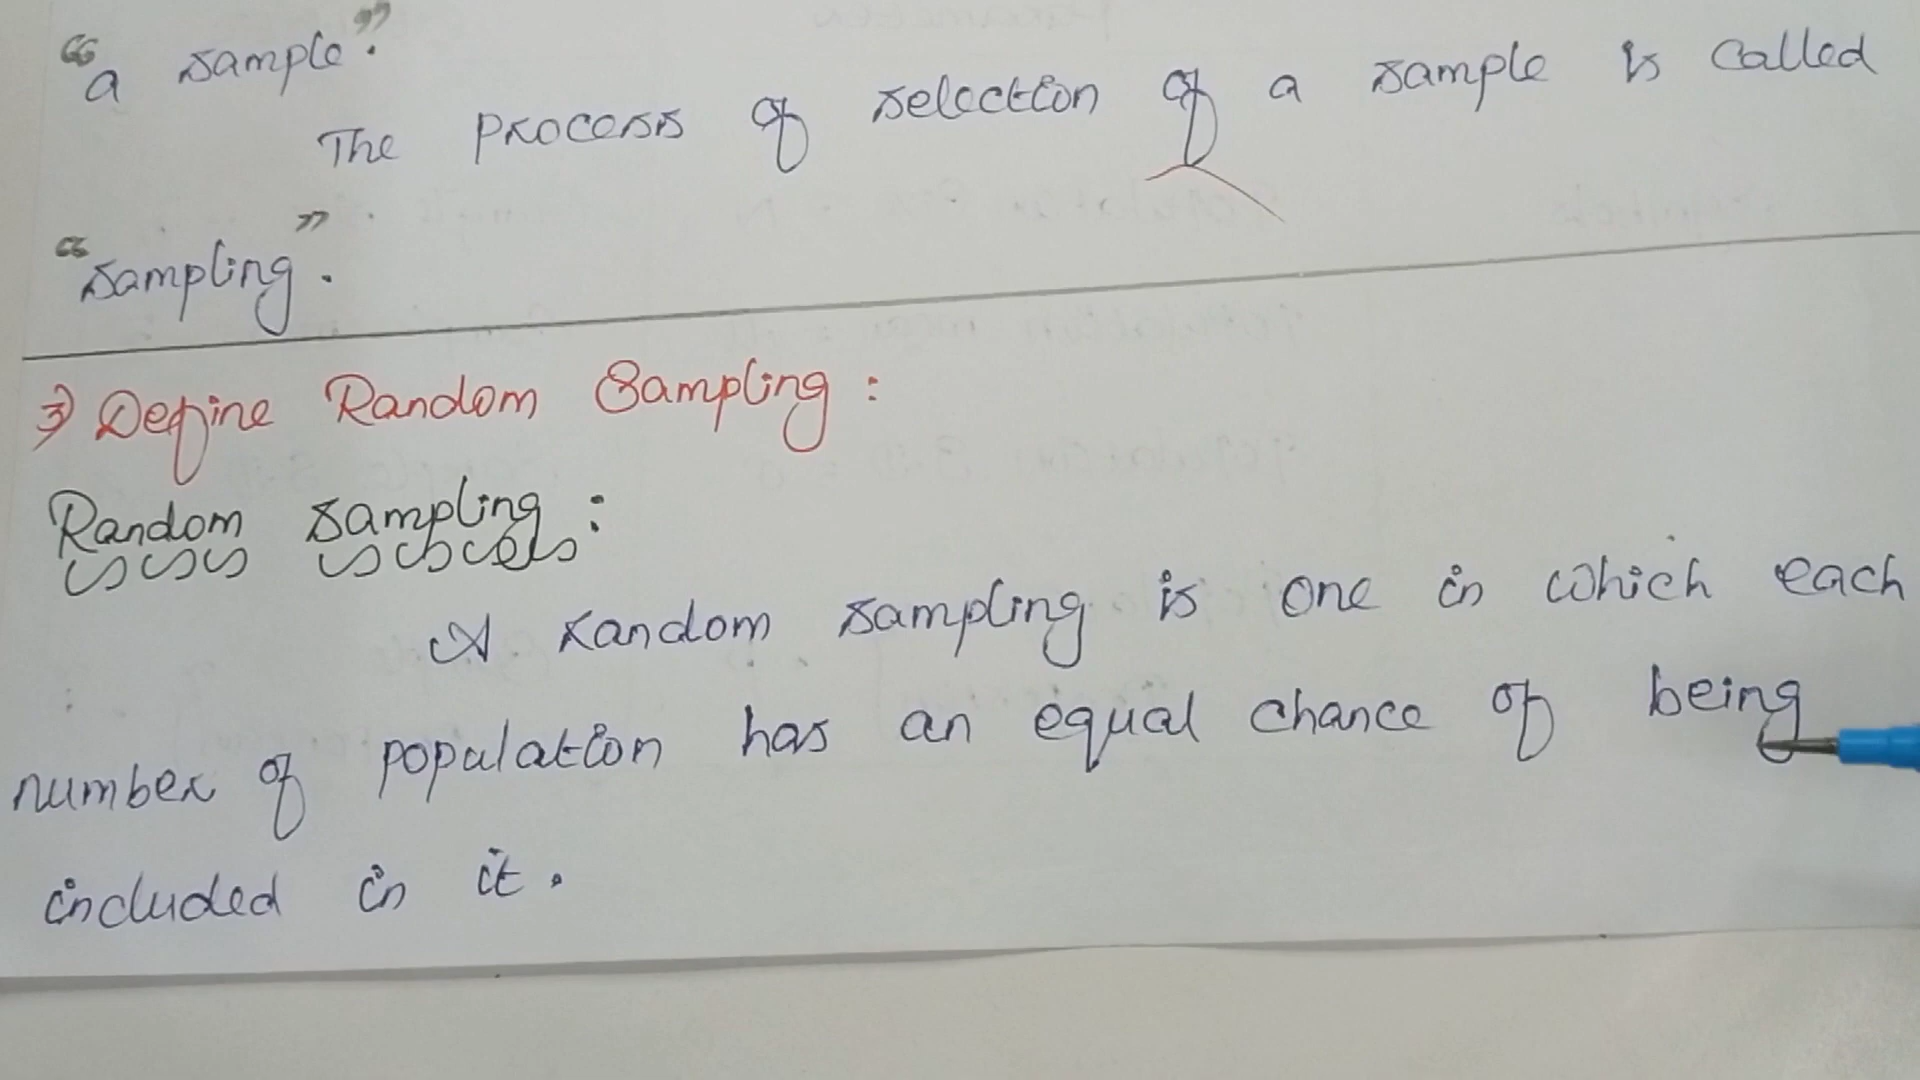 “a sample”.
The process of selection of a sample is called
“sampling”.
3) Define Random Sampling :
Random sampling :
A random sampling is one in which each
number of population has an equal chance of being
included in it.